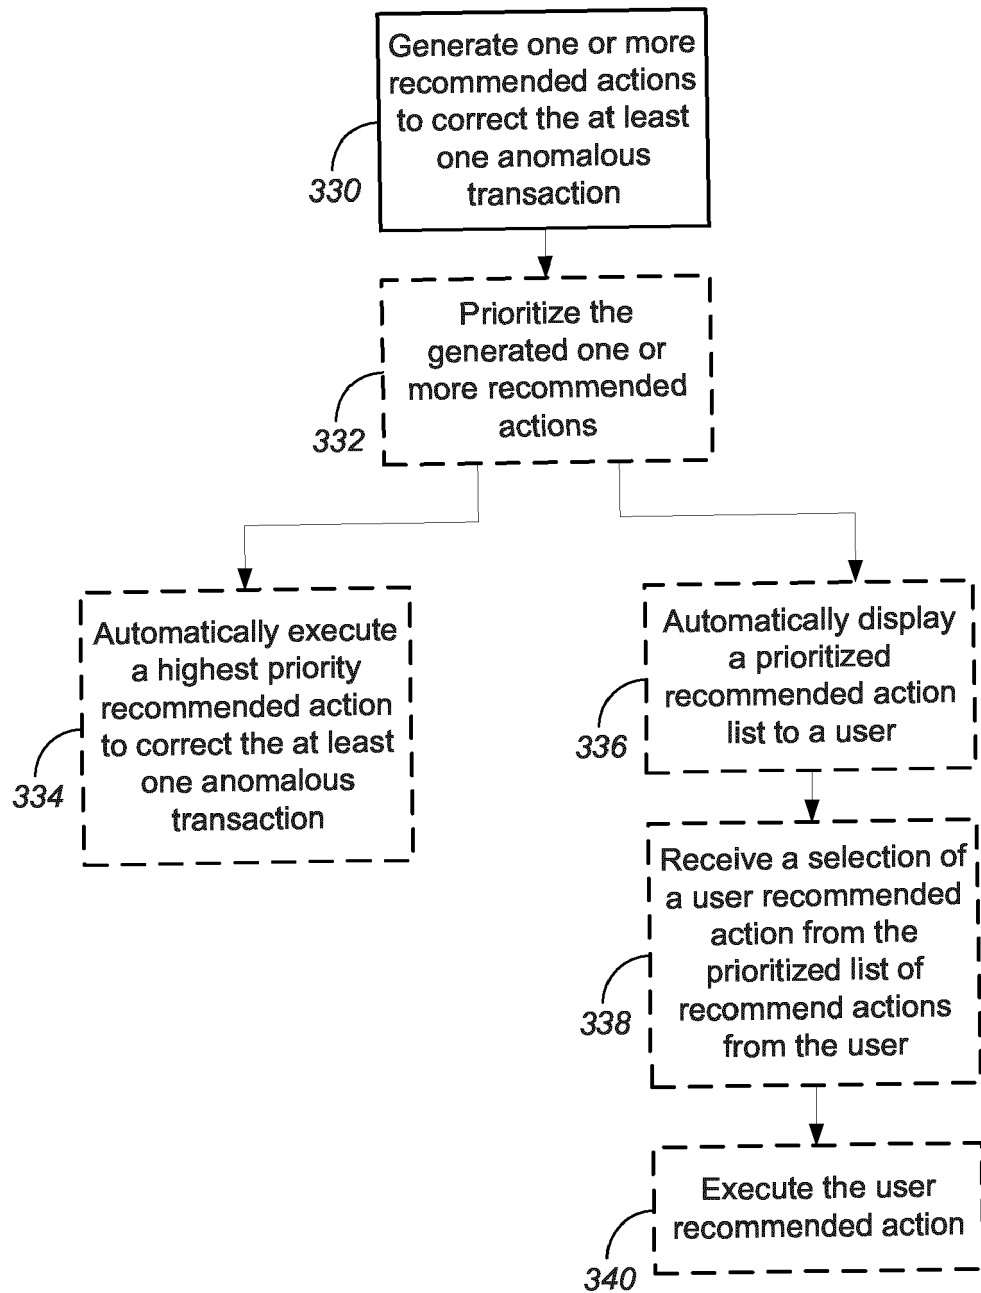 Generate one or more
recommended actions
to correct the at least
one anomalous
transaction
330
Prioritize the
generated one or
more recommended
actions
332
Automatically execute
a highest priority
recommended action
to correct the at least
one anomalous
transaction
334
Automatically display
a prioritized
recommended action
list to a user
336
Receive a selection of
a user recommended
action from the
prioritized list of
recommend actions
from the user
338
Execute the user
recommended action
340